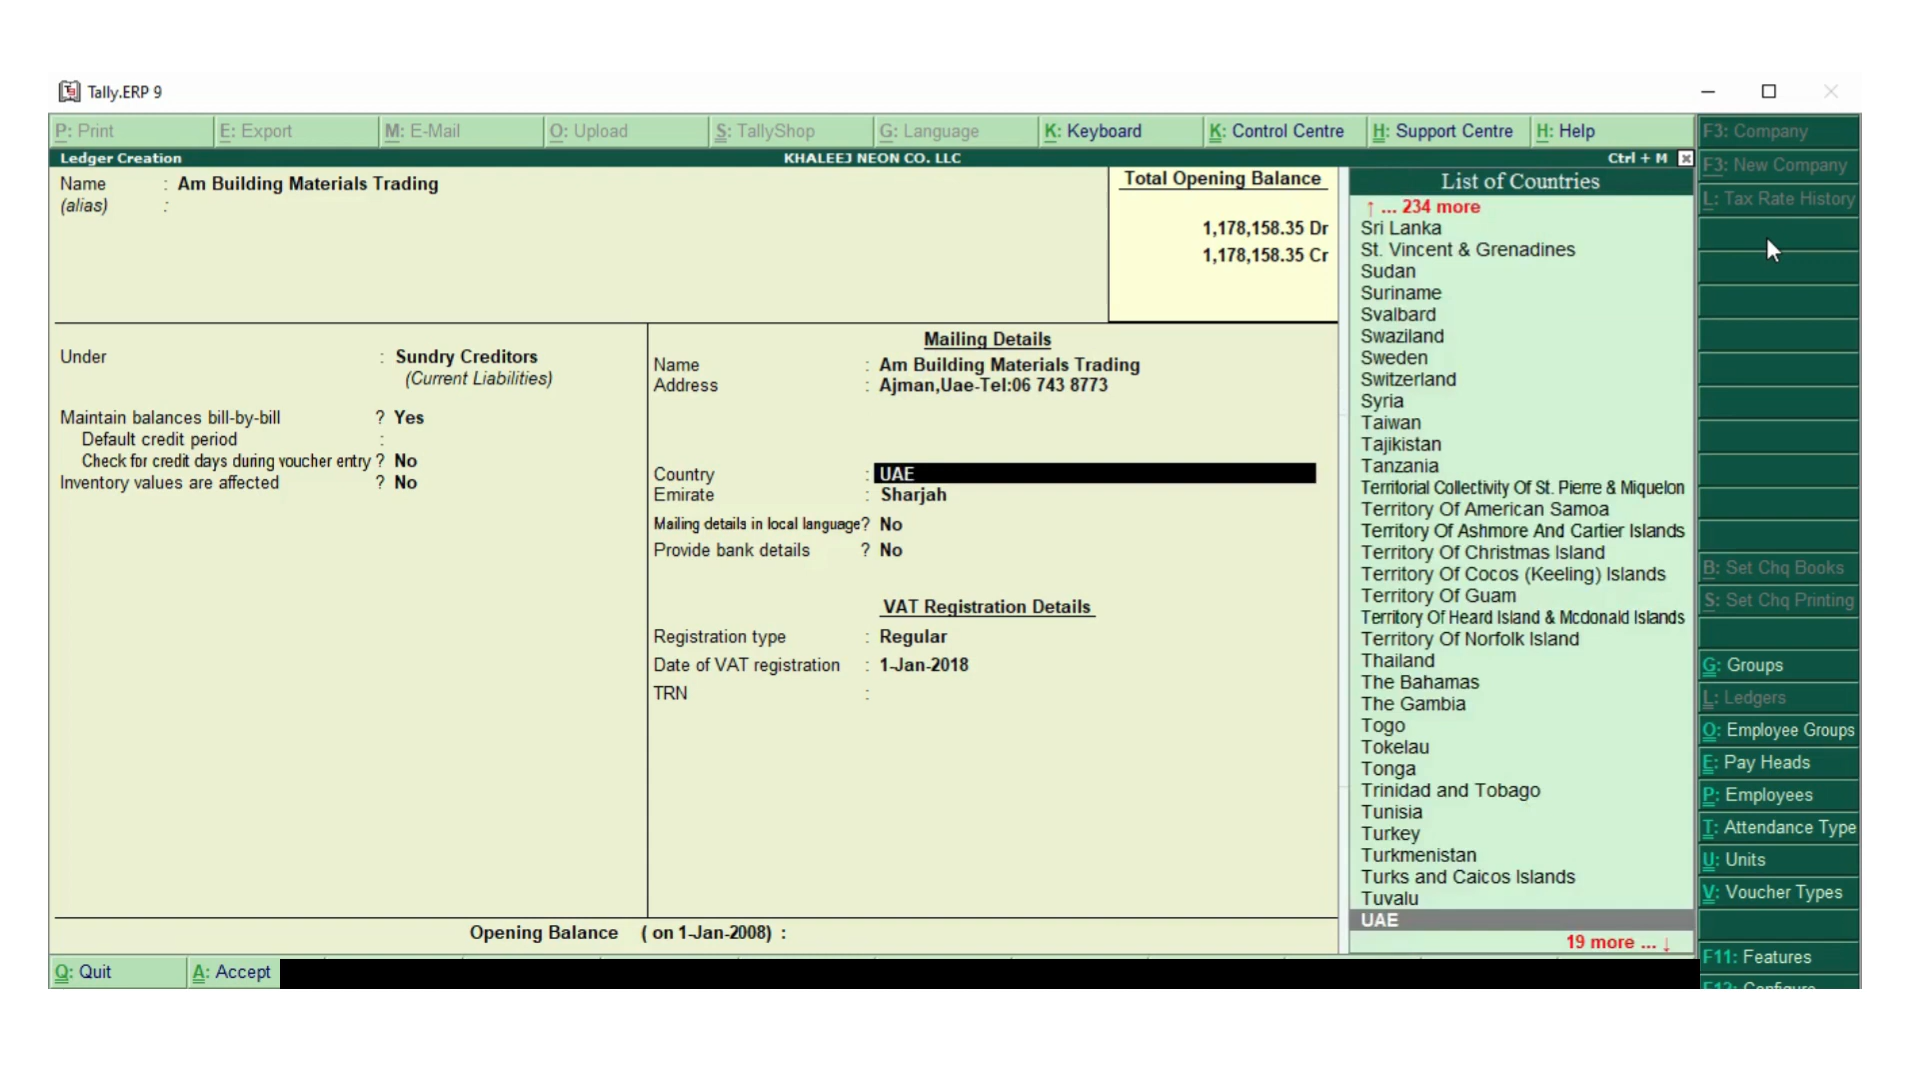 Tally.ERP 9
P: Print E: Export M: E-Mail O: Upload S: TallyShop G: Language K: Keyboard K: Control Centre H: Support Centre H: Help
Ledger Creation KHALEEJ NEON CO. LLC Ctrl + M
Name : Am Building Materials Trading
(alias) :
Total Opening Balance
1,178,158.35 Dr
1,178,158.35 Cr
Under : Sundry Creditors
(Current Liabilities)
Maintain balances bill-by-bill ? Yes
Default credit period :
Check for credit days during voucher entry ? No
Inventory values are affected ? No
Mailing Details
Name : Am Building Materials Trading
Address : Ajman,Uae-Tel:06 743 8773
Country : UAE
Emirate : Sharjah
Mailing details in local language? No
Provide bank details ? No
VAT Registration Details
Registration type : Regular
Date of VAT registration : 1-Jan-2018
TRN :
Opening Balance ( on 1-Jan-2008) :
List of Countries
↑ ... 234 more
Sri Lanka
St. Vincent & Grenadines
Sudan
Suriname
Svalbard
Swaziland
Sweden
Switzerland
Syria
Taiwan
Tajikistan
Tanzania
Territorial Collectivity Of St. Pierre & Miquelon
Territory Of American Samoa
Territory Of Ashmore And Cartier Islands
Territory Of Christmas Island
Territory Of Cocos (Keeling) Islands
Territory Of Guam
Territory Of Heard Island & Mcdonald Islands
Territory Of Norfolk Island
Thailand
The Bahamas
The Gambia
Togo
Tokelau
Tonga
Trinidad and Tobago
Tunisia
Turkey
Turkmenistan
Turks and Caicos Islands
Tuvalu
UAE
19 more ... ↓
F3: Company
F3: New Company
L: Tax Rate History
B: Set Chq Books
S: Set Chq Printing
G: Groups
L: Ledgers
O: Employee Groups
E: Pay Heads
P: Employees
T: Attendance Type
U: Units
V: Voucher Types
F11: Features
F12: Configure
Q: Quit A: Accept